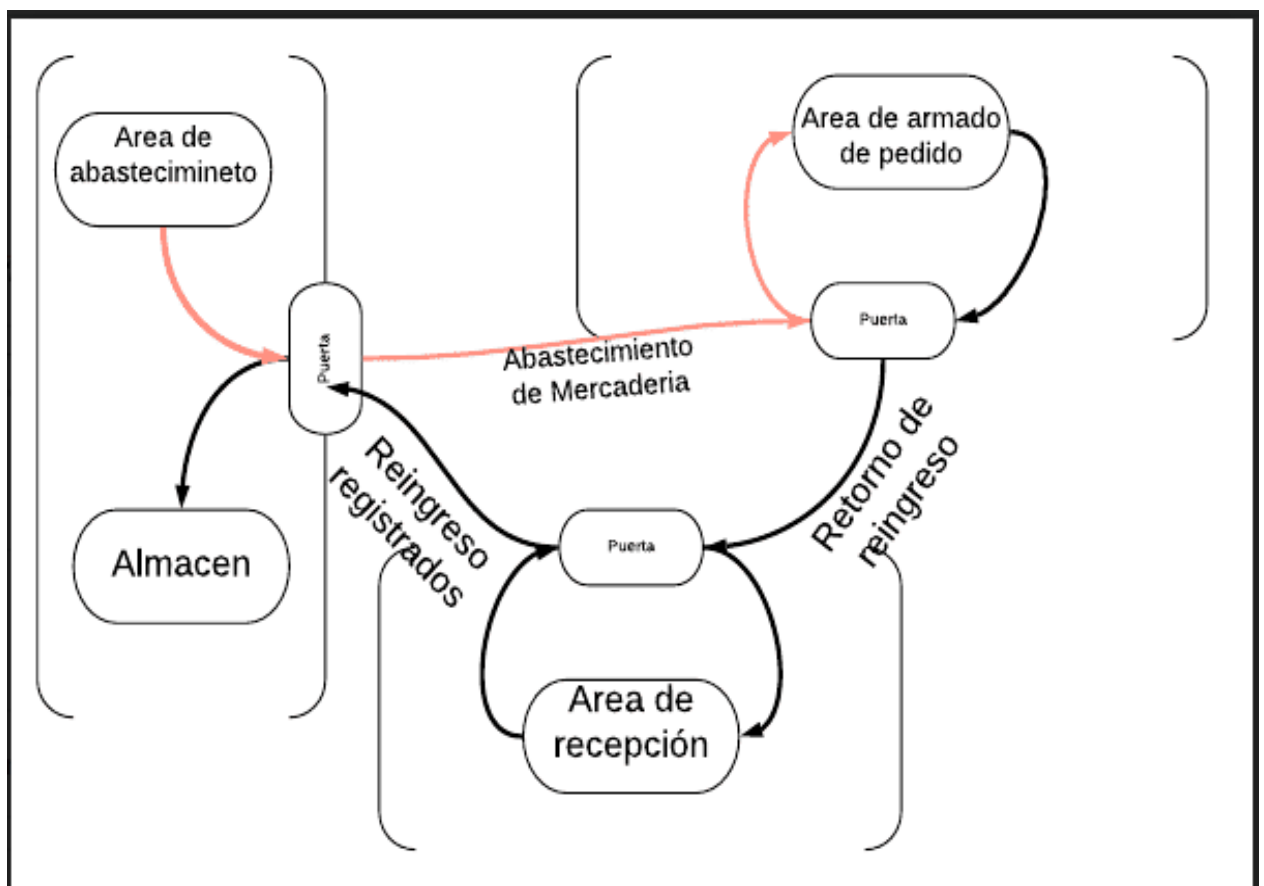 Area de
abastecimineto
Area de armado
de pedido
Puerta
Puerta
Abastecimiento
de Mercaderia
Reingreso
registrados
Retorno de
reingreso
Almacen
Puerta
Area de
recepción